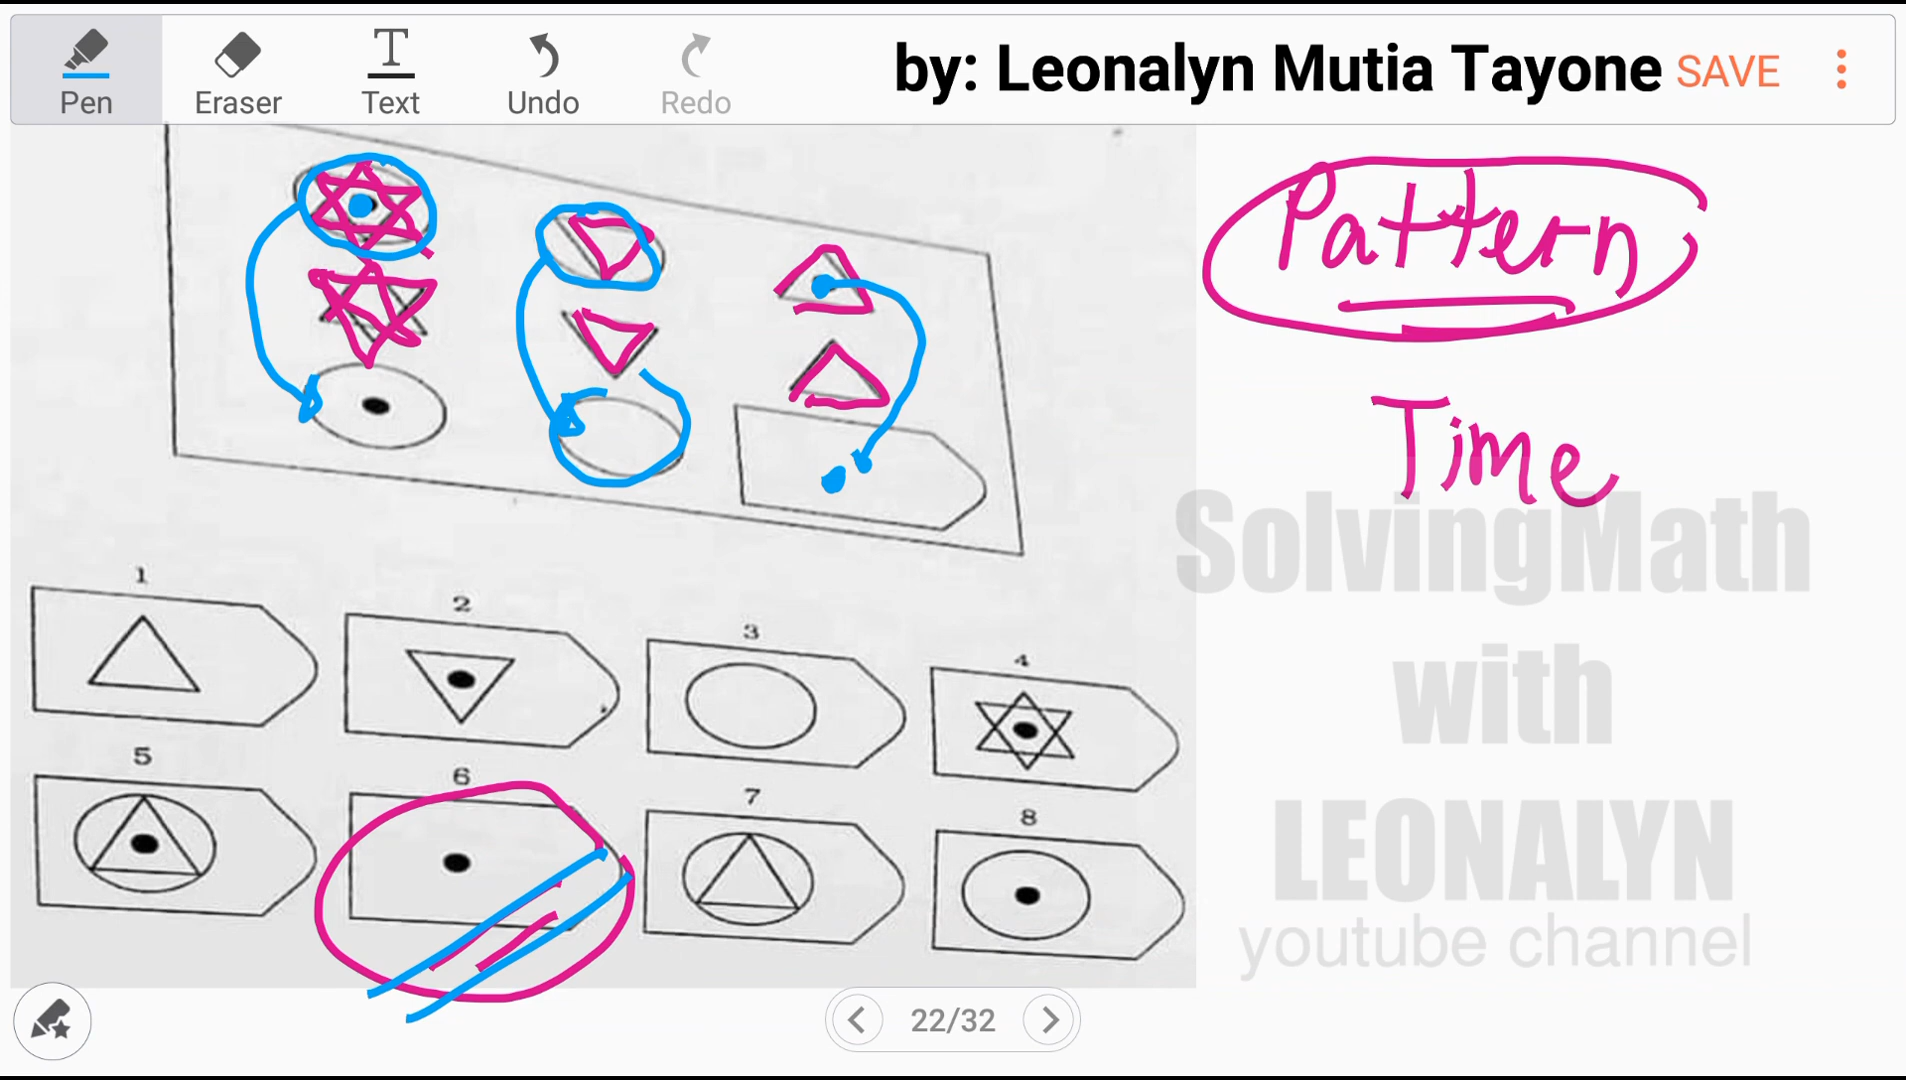 by: Leonalyn Mutia Tayone
SAVE
Pen
Eraser
Text
Undo
Redo
Pattern
Time
SolvingMath
with
LEONALYN
youtube channel
1
2
3
4
5
6
7
8
22/32